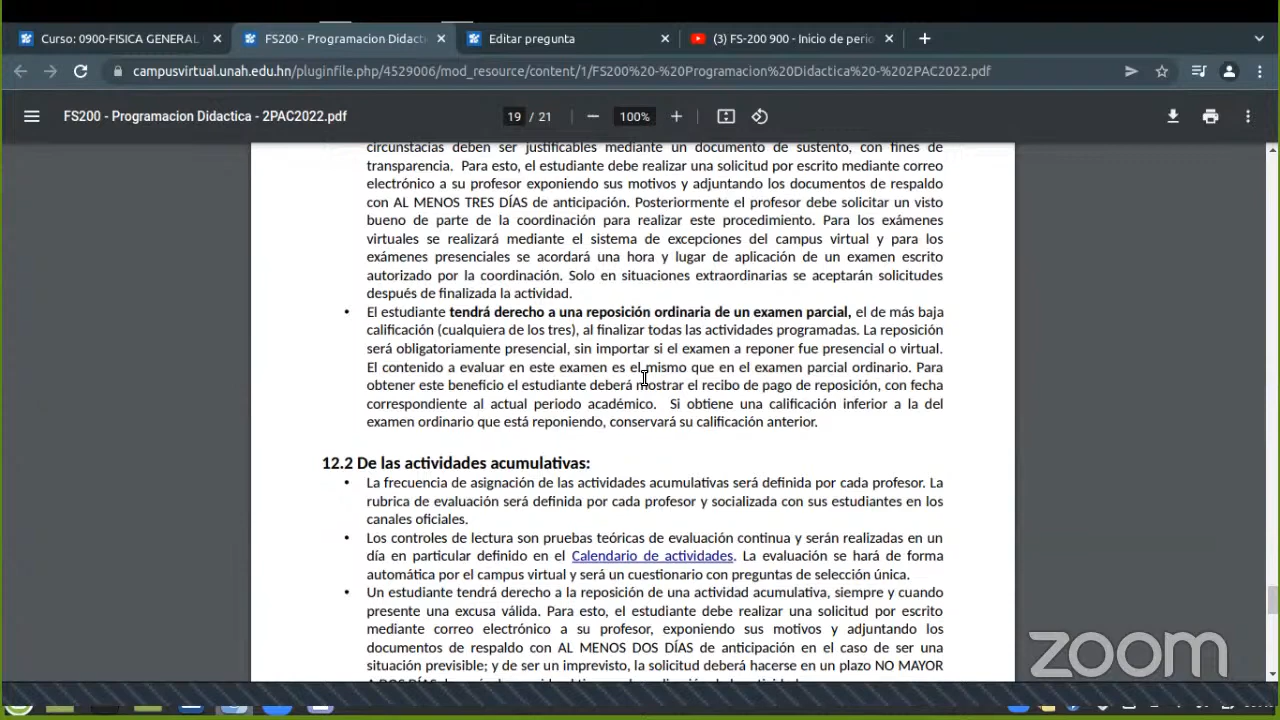 Curso: 0900-FISICA GENERAL
FS200 - Programacion Didact
Editar pregunta
(3) FS-200 900 - Inicio de perio
campusvirtual.unah.edu.hn/pluginfile.php/4529006/mod_resource/content/1/FS200%20-%20Programacion%20Didactica%20-%202PAC2022.pdf
FS200 - Programacion Didactica - 2PAC2022.pdf
19 / 21
100%
circunstacias deben ser justificables mediante un documento de sustento, con fines de
transparencia. Para esto, el estudiante debe realizar una solicitud por escrito mediante correo
electrónico a su profesor exponiendo sus motivos y adjuntando los documentos de respaldo
con AL MENOS TRES DÍAS de anticipación. Posteriormente el profesor debe solicitar un visto
bueno de parte de la coordinación para realizar este procedimiento. Para los exámenes
virtuales se realizará mediante el sistema de excepciones del campus virtual y para los
exámenes presenciales se acordará una hora y lugar de aplicación de un examen escrito
autorizado por la coordinación. Solo en situaciones extraordinarias se aceptarán solicitudes
después de finalizada la actividad.
• El estudiante tendrá derecho a una reposición ordinaria de un examen parcial, el de más baja
calificación (cualquiera de los tres), al finalizar todas las actividades programadas. La reposición
será obligatoriamente presencial, sin importar si el examen a reponer fue presencial o virtual.
El contenido a evaluar en este examen es el mismo que en el examen parcial ordinario. Para
obtener este beneficio el estudiante deberá mostrar el recibo de pago de reposición, con fecha
correspondiente al actual periodo académico. Si obtiene una calificación inferior a la del
examen ordinario que está reponiendo, conservará su calificación anterior.
12.2 De las actividades acumulativas:
• La frecuencia de asignación de las actividades acumulativas será definida por cada profesor. La
rubrica de evaluación será definida por cada profesor y socializada con sus estudiantes en los
canales oficiales.
• Los controles de lectura son pruebas teóricas de evaluación continua y serán realizadas en un
día en particular definido en el Calendario de actividades. La evaluación se hará de forma
automática por el campus virtual y será un cuestionario con preguntas de selección única.
• Un estudiante tendrá derecho a la reposición de una actividad acumulativa, siempre y cuando
presente una excusa válida. Para esto, el estudiante debe realizar una solicitud por escrito
mediante correo electrónico a su profesor, exponiendo sus motivos y adjuntando los
documentos de respaldo con AL MENOS DOS DÍAS de anticipación en el caso de ser una
situación previsible; y de ser un imprevisto, la solicitud deberá hacerse en un plazo NO MAYOR
zoom